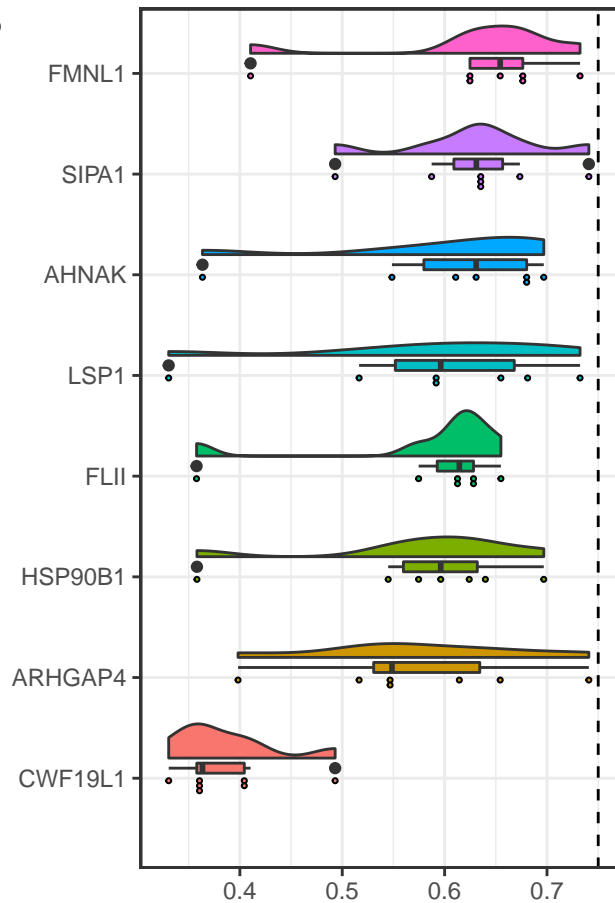 FMNL1
SIPA1
AHNAK
LSP1
FLII
HSP90B1
ARHGAP4
CWF19L1
0.4 0.5 0.6 0.7